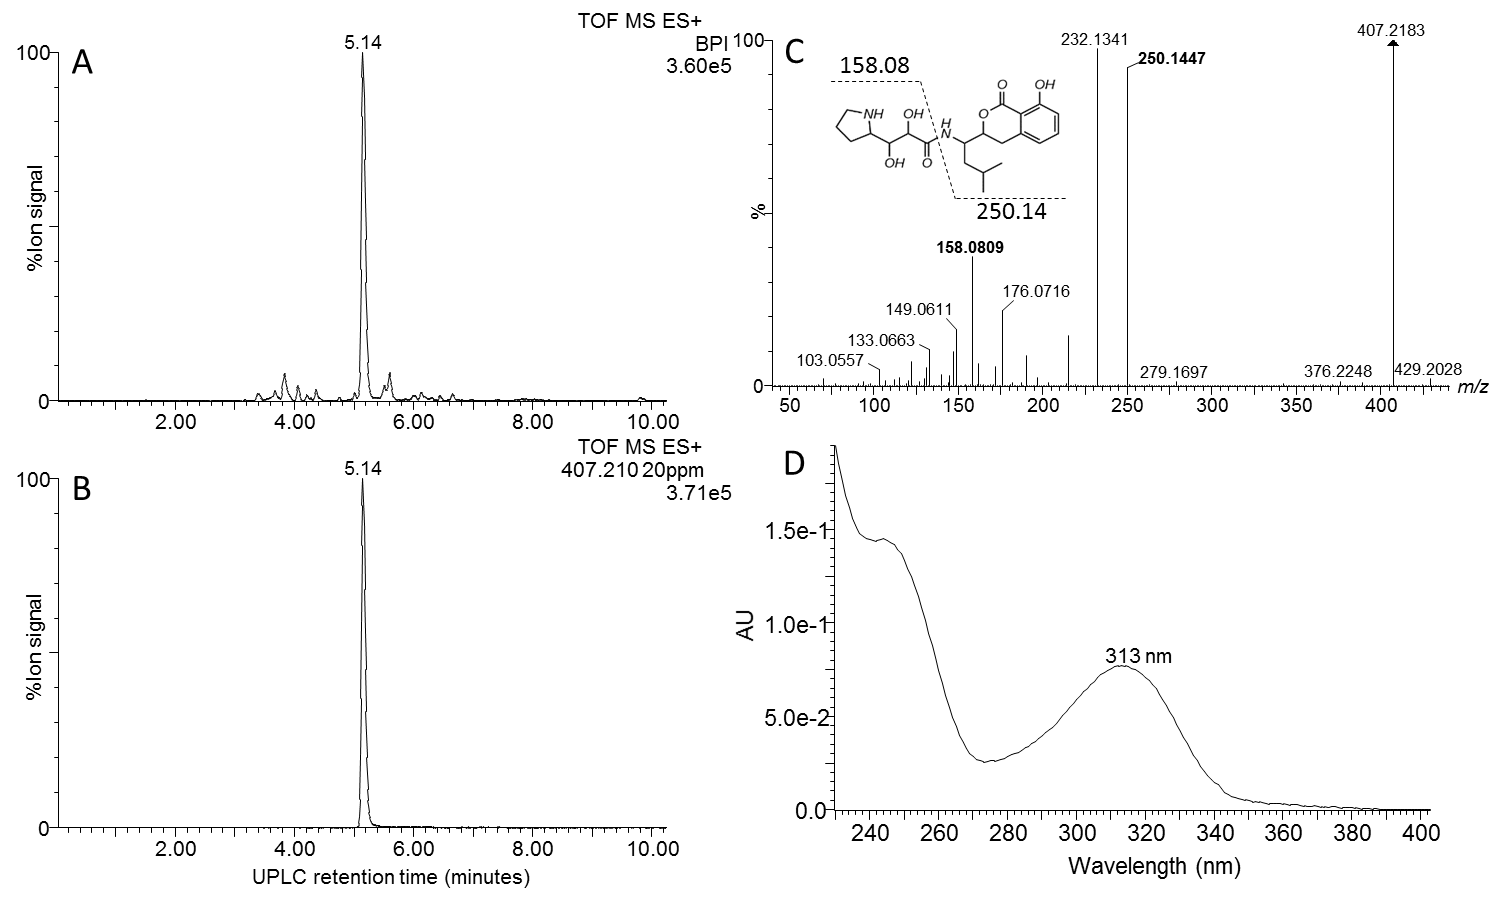 TOF MS ES+
BPI
3.60e5
A
5.14
100
%Ion signal
0
2.00 4.00 6.00 8.00 10.00
TOF MS ES+
407.210 20ppm
3.71e5
B
5.14
100
%Ion signal
0
2.00 4.00 6.00 8.00 10.00
UPLC retention time (minutes)
C
100
%
0
407.2183
232.1341
250.1447
158.08
O OH
O
NH OH H
N
OH O
250.14
158.0809
176.0716
149.0611
133.0663
103.0557
279.1697
376.2248
429.2028
50 100 150 200 250 300 350 400
m/z
D
1.5e-1
1.0e-1
AU
5.0e-2
0.0
313 nm
240 260 280 300 320 340 360 380 400
Wavelength (nm)